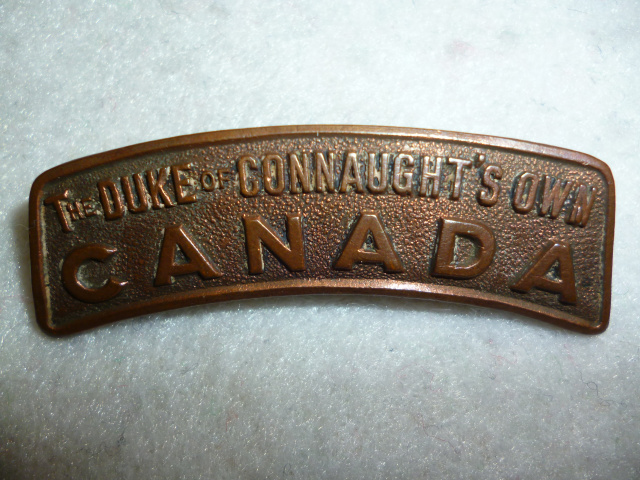 THE DUKE OF CONNAUGHT'S OWN
CANADA